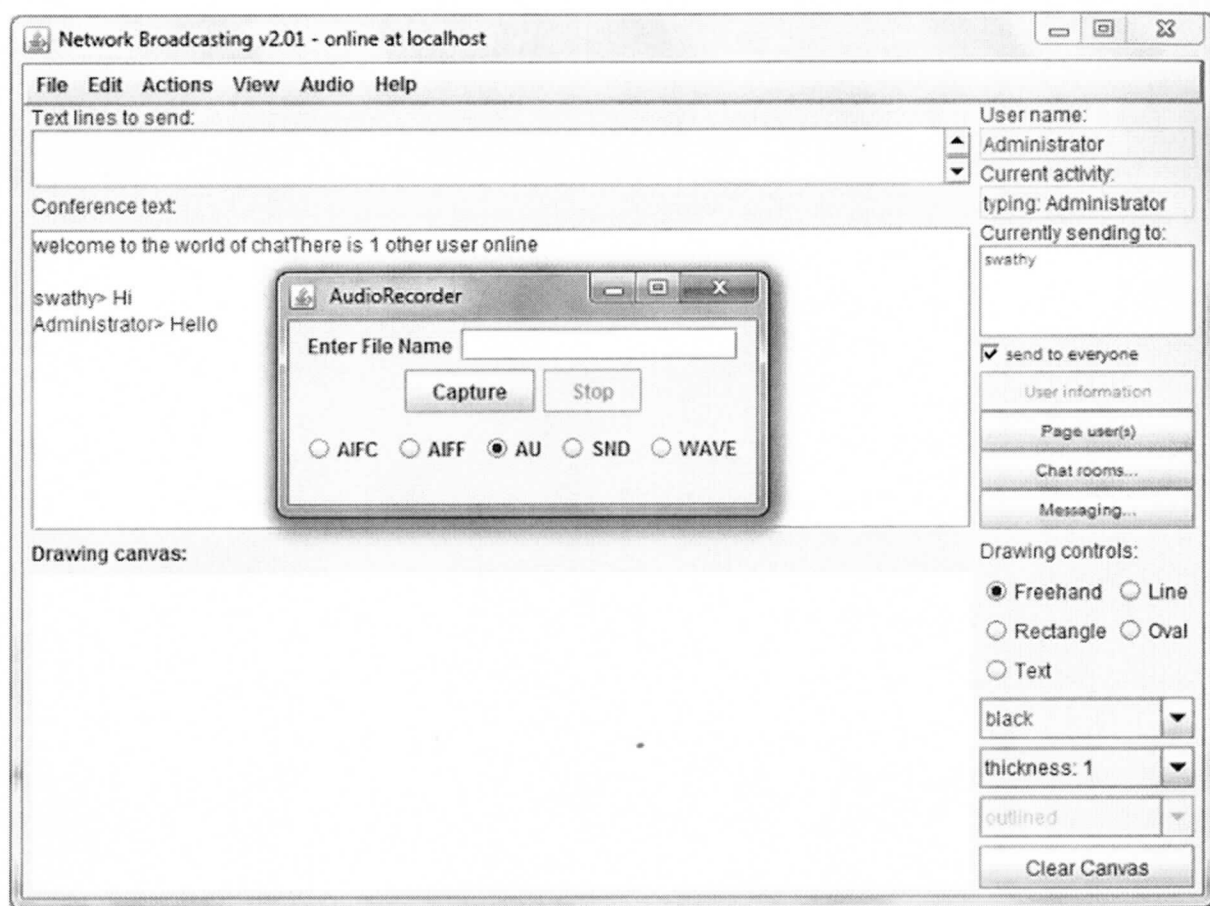 Network Broadcasting v2.01 - online at localhost
File Edit Actions View Audio Help
Text lines to send:
Conference text:
welcome to the world of chatThere is 1 other user online
swathy> Hi
Administrator> Hello
AudioRecorder
Enter File Name
Capture Stop
AIFC AIFF AU SND WAVE
Drawing canvas:
User name:
Administrator
Current activity:
typing: Administrator
Currently sending to:
swathy
send to everyone
User information
Page user(s)
Chat rooms...
Messaging...
Drawing controls:
Freehand Line
Rectangle Oval
Text
black
thickness: 1
outlined
Clear Canvas